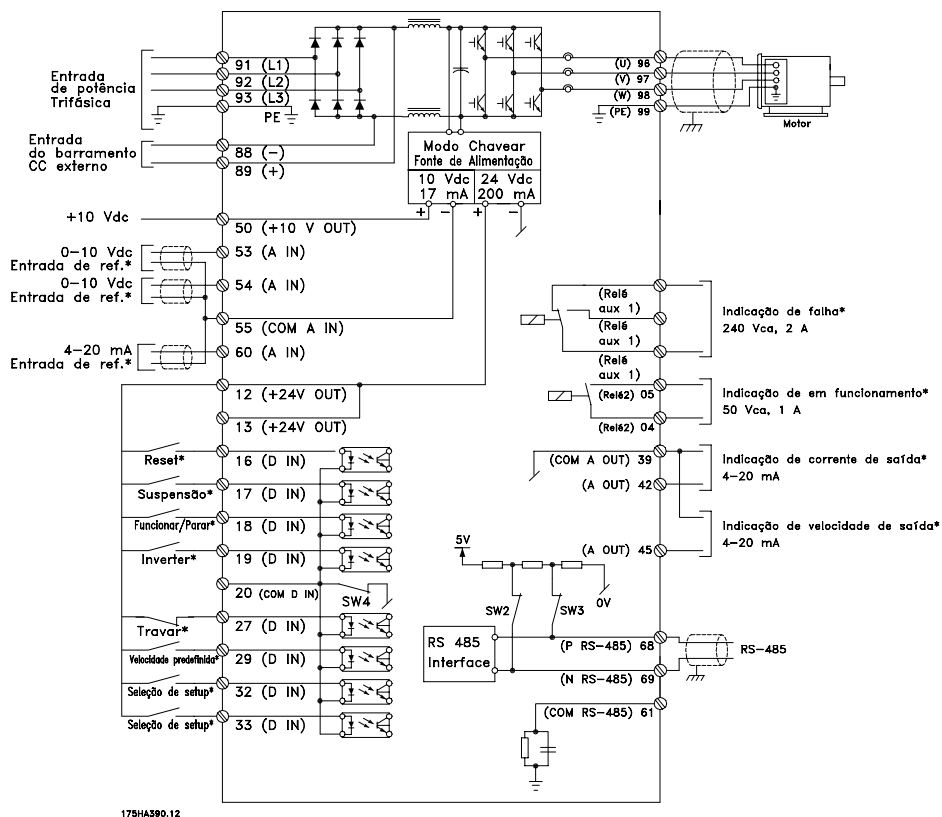 Entrada
de potência
Trifásica
91 (L1)
92 (L2)
93 (L3)
PE
(U) 96
(V) 97
(W) 98
(PE) 99
Motor
Entrada
do barramento
CC externo
88 (-)
89 (+)
Modo Chavear
Fonte de Alimentação
10 Vdc
17 mA
24 Vdc
200 mA
+ - + -
+10 Vdc
50 (+10 V OUT)
0-10 Vdc
Entrada de ref.*
53 (A IN)
0-10 Vdc
Entrada de ref.*
54 (A IN)
55 (COM A IN)
4-20 mA
Entrada de ref.*
60 (A IN)
12 (+24V OUT)
13 (+24V OUT)
(Relé
aux 1)
(Relé
aux 1)
(Relé
aux 1)
Indicação de falha*
240 Vca, 2 A
(Relé2) 05
(Relé2) 04
Indicação de em funcionamento*
50 Vca, 1 A
Reset*
16 (D IN)
Suspensão*
17 (D IN)
Funcionar/Parar*
18 (D IN)
Inverter*
19 (D IN)
20 (COM D IN)
SW4
Travar*
27 (D IN)
Velocidade predefinida*
29 (D IN)
Seleção de setup*
32 (D IN)
Seleção de setup*
33 (D IN)
(COM A OUT) 39
(A OUT) 42
Indicação de corrente de saída*
4-20 mA
(A OUT) 45
Indicação de velocidade de saída*
4-20 mA
5V
0V
SW2
SW3
RS 485
Interface
(P RS-485) 68
(N RS-485) 69
RS-485
(COM RS-485) 61
175HA390.12